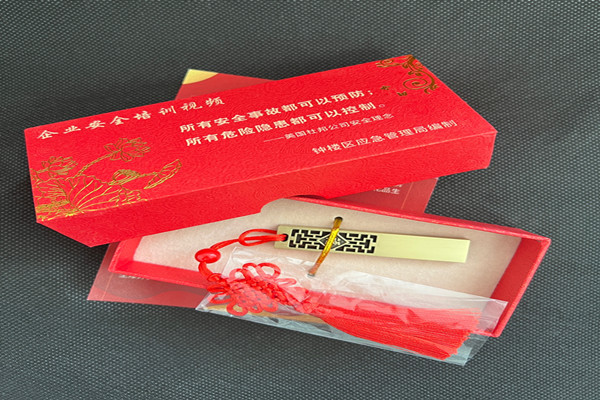 企业安全培训视频
所有安全事故都可以预防；
所有危险隐患都可以控制。
——美国杜邦公司安全理念
钟楼区应急管理局编制